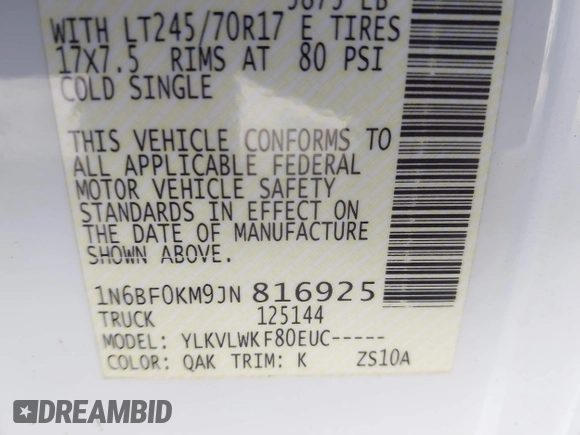 5875 LB
WITH LT245/70R17 E TIRES
17X7.5 RIMS AT 80 PSI
COLD SINGLE
THIS VEHICLE CONFORMS TO
ALL APPLICABLE FEDERAL
MOTOR VEHICLE SAFETY
STANDARDS IN EFFECT ON
THE DATE OF MANUFACTURE
SHOWN ABOVE.
1N6BF0KM9JN 816925
TRUCK 125144
MODEL: YLKVLWKF80EUC-----
COLOR: QAK TRIM: K ZS10A
DREAMBID